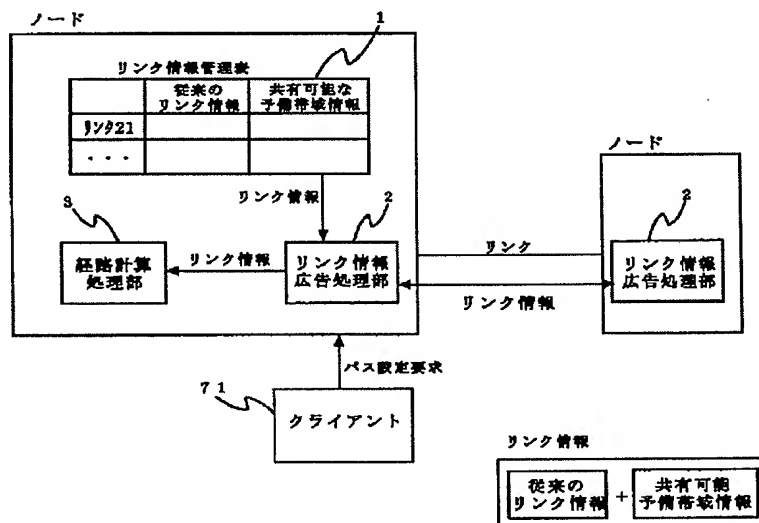 ノード
1
リンク情報管理表
従来の
リンク情報
共有可能な
予備帯域情報
リンク21
・・・
ノード
リンク情報
3
2
2
経路計算
処理部
リンク情報
リンク情報
広告処理部
リンク
リンク情報
広告処理部
リンク情報
パス設定要求
71
クライアント
リンク情報
従来の
リンク情報
+
共有可能
予備帯域情報